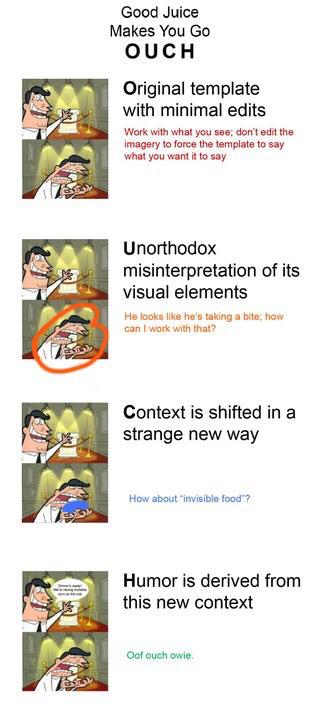 Good Juice
Makes You Go
OUCH
Original template
with minimal edits
Work with what you see; don't edit the
imagery to force the template to say
what you want it to say
Unorthodox
misinterpretation of its
visual elements
He looks like he's taking a bite; how
can I work with that?
Context is shifted in a
strange new way
How about "invisible food"?
Humor is derived from
this new context
Dinner's ready!
We're having invisible
corn on the cob
Oof ouch owie.